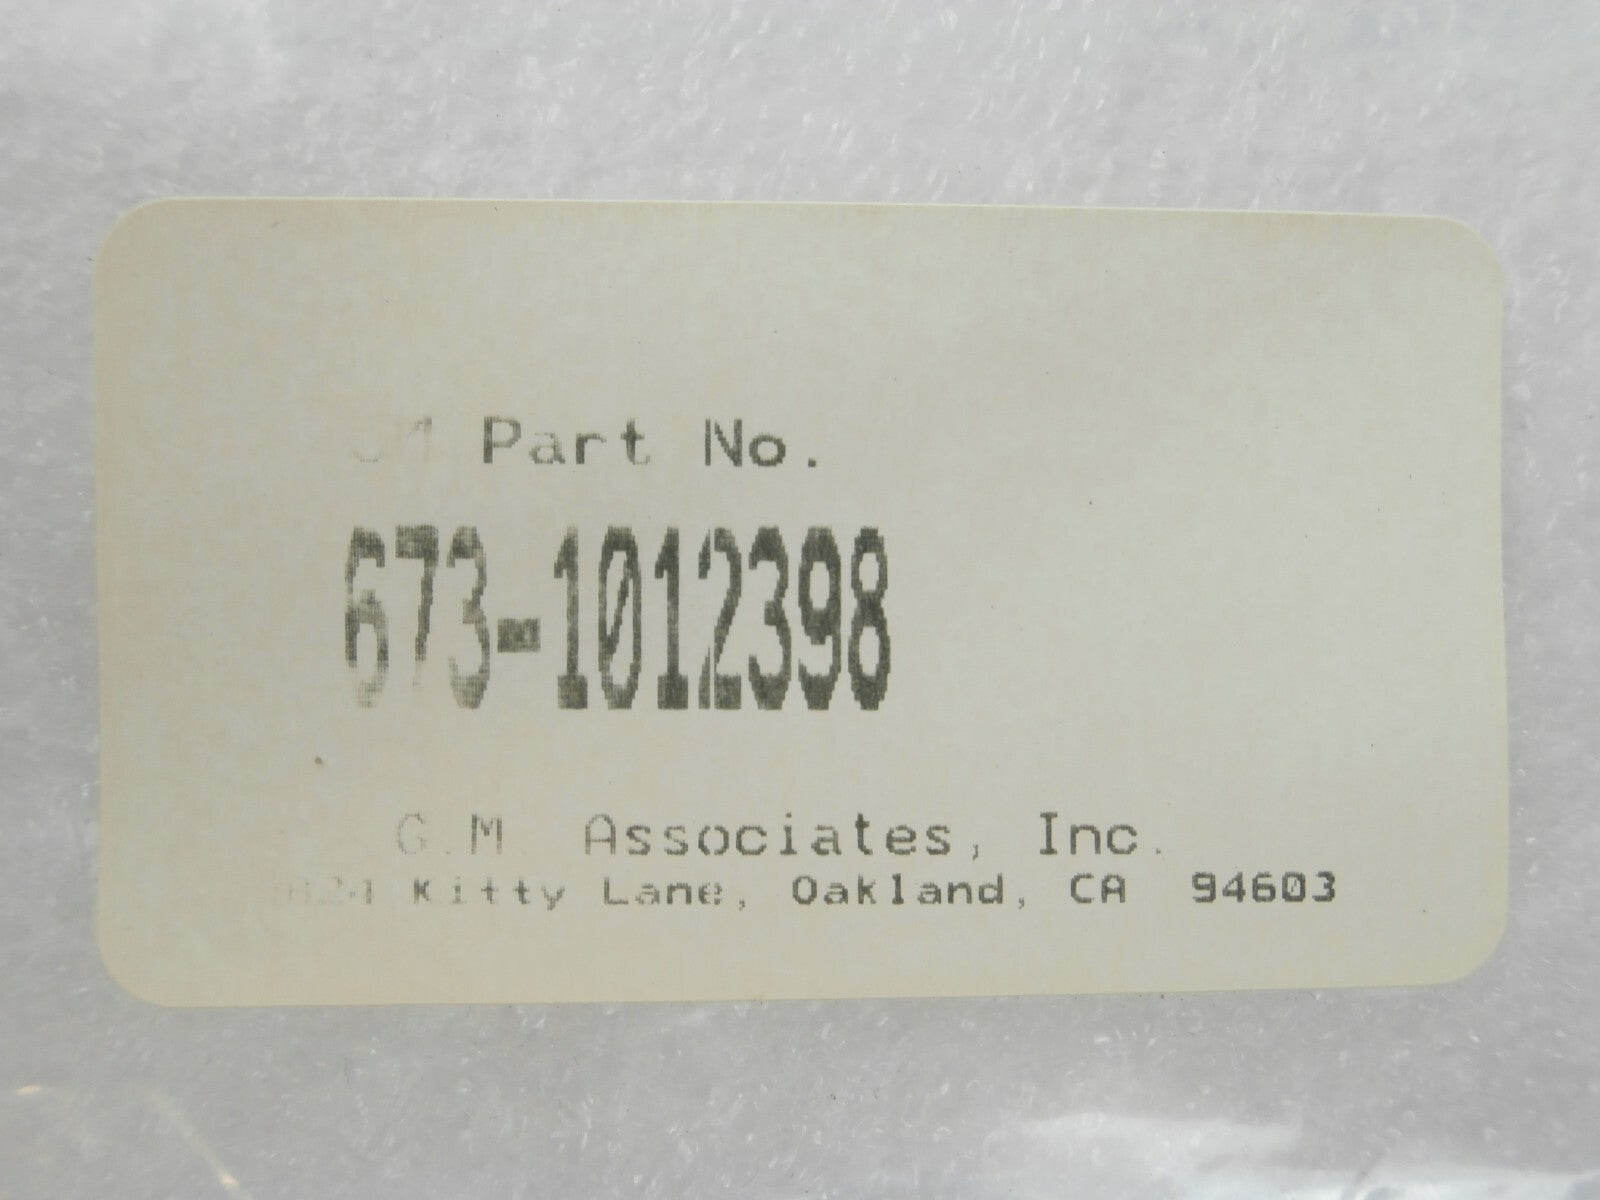 Part No.
673-1012398
G.M. Associates, Inc.
Kitty Lane, Oakland, CA 94603